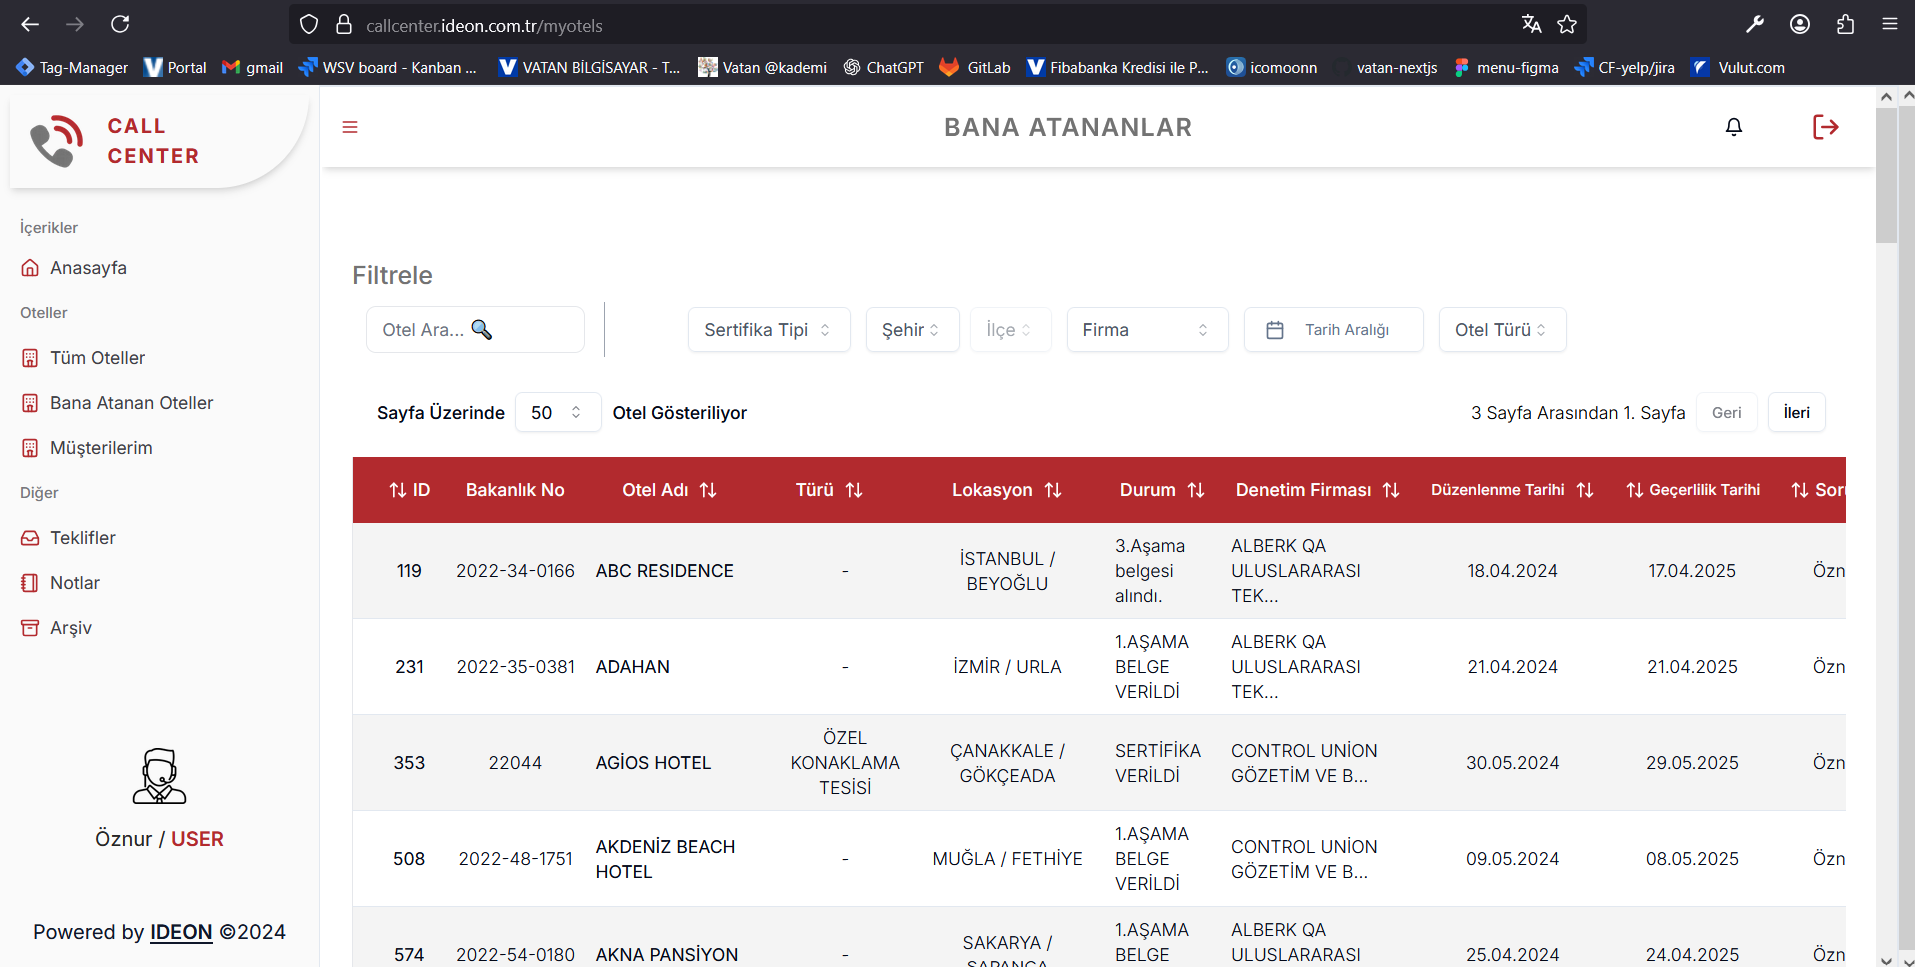 callcenter.ideon.com.tr/myotels
Tag-Manager Portal gmail WSV board - Kanban ... VATAN BİLGİSAYAR - T... Vatan @kademi ChatGPT GitLab Fibabanka Kredisi ile P... icomoonn vatan-nextjs menu-figma CF-yelp/jira Vulut.com
CALL
CENTER
BANA ATANANLAR
İçerikler
Anasayfa
Oteller
Tüm Oteller
Bana Atanan Oteller
Müşterilerim
Diğer
Teklifler
Notlar
Arşiv
Öznur / USER
Powered by IDEON ©2024
Filtrele
Otel Ara... 🔍 Sertifika Tipi Şehir İlçe Firma Tarih Aralığı Otel Türü
Sayfa Üzerinde 50 Otel Gösteriliyor 3 Sayfa Arasından 1. Sayfa Geri İleri
ID Bakanlık No Otel Adı Türü Lokasyon Durum Denetim Firması Düzenlenme Tarihi Geçerlilik Tarihi Sor
119 2022-34-0166 ABC RESIDENCE - İSTANBUL / BEYOĞLU 3.Aşama belgesi alındı. ALBERK QA ULUSLARARASI TEK... 18.04.2024 17.04.2025 Özn
231 2022-35-0381 ADAHAN - İZMİR / URLA 1.AŞAMA BELGE VERİLDİ ALBERK QA ULUSLARARASI TEK... 21.04.2024 21.04.2025 Özn
353 22044 AGİOS HOTEL ÖZEL KONAKLAMA TESİSİ ÇANAKKALE / GÖKÇEADA SERTİFİKA VERİLDİ CONTROL UNİON GÖZETİM VE B... 30.05.2024 29.05.2025 Özn
508 2022-48-1751 AKDENİZ BEACH HOTEL - MUĞLA / FETHİYE 1.AŞAMA BELGE VERİLDİ CONTROL UNİON GÖZETİM VE B... 09.05.2024 08.05.2025 Özn
574 2022-54-0180 AKNA PANSİYON - SAKARYA / SAPANCA 1.AŞAMA BELGE ALBERK QA ULUSLARARASI 25.04.2024 24.04.2025 Özn